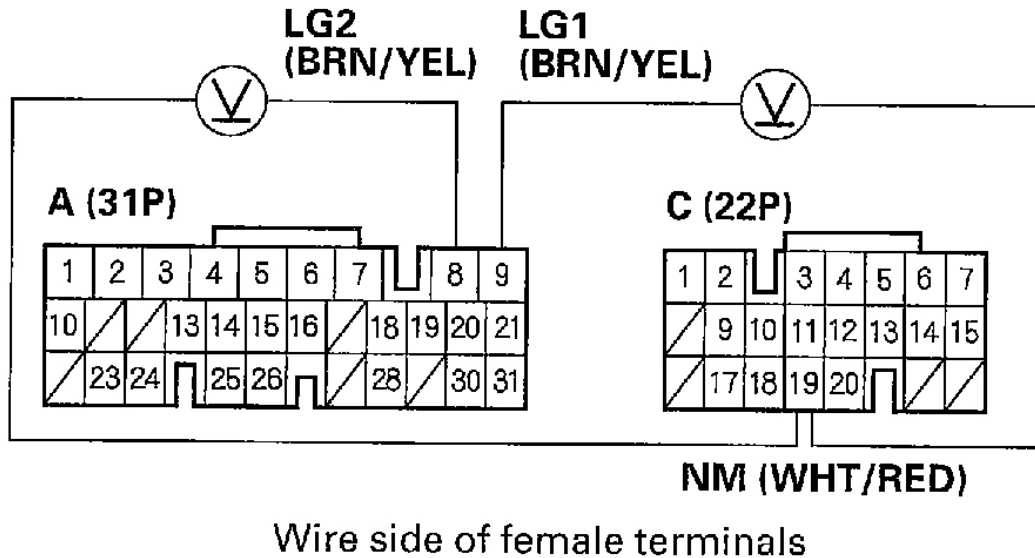 LG2
(BRN/YEL)
LG1
(BRN/YEL)
A (31P)
1 2 3 4 5 6 7 8 9
10 13 14 15 16 18 19 20 21
23 24 25 26 28 30 31
C (22P)
1 2 3 4 5 6 7
9 10 11 12 13 14 15
17 18 19 20
NM (WHT/RED)
Wire side of female terminals